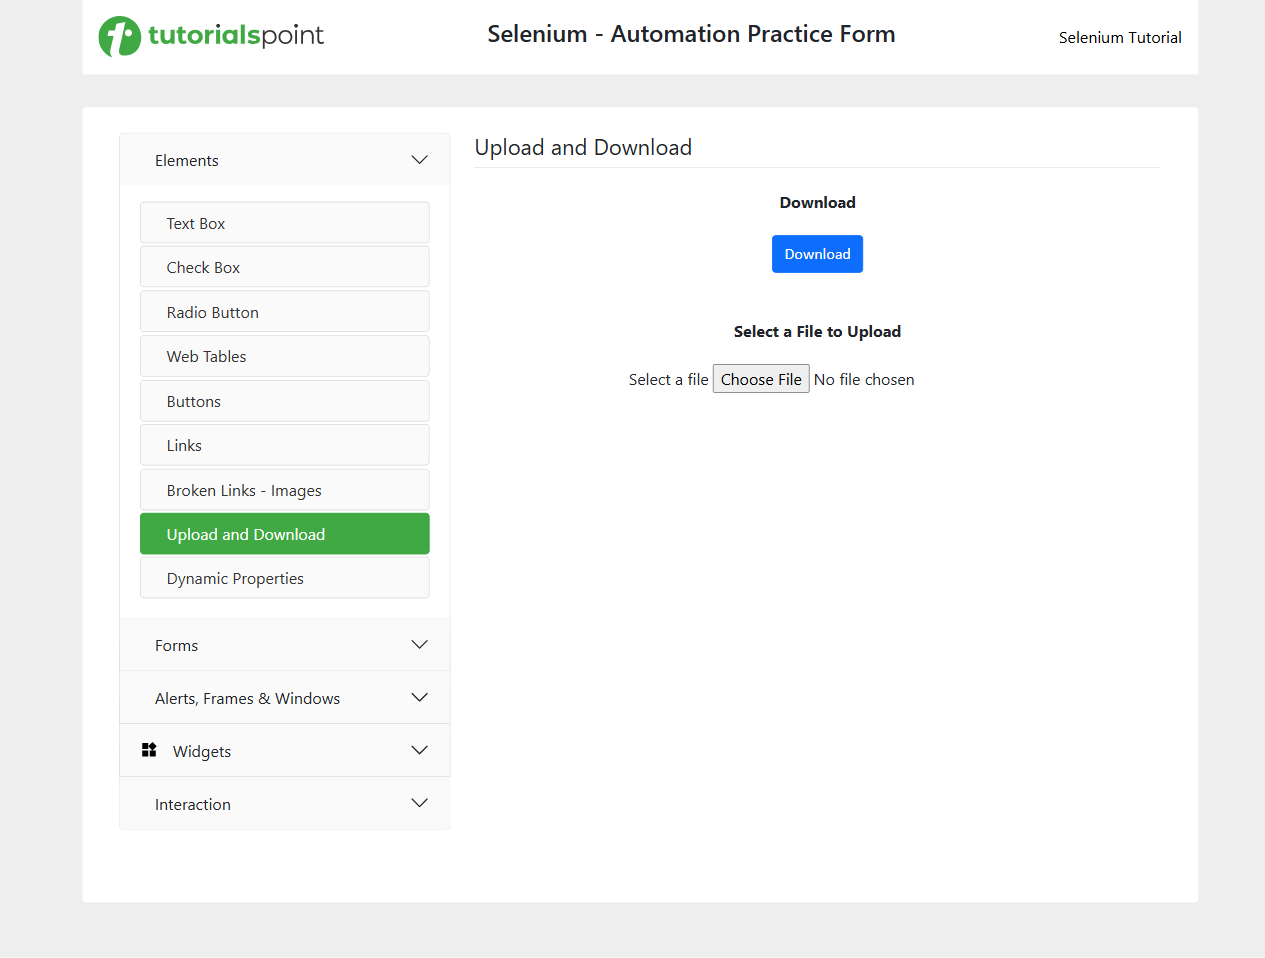 tutorialspoint
Selenium - Automation Practice Form
Selenium Tutorial
Elements
Text Box
Check Box
Radio Button
Web Tables
Buttons
Links
Broken Links - Images
Upload and Download
Dynamic Properties
Forms
Alerts, Frames & Windows
Widgets
Interaction
Upload and Download
Download
Download
Select a File to Upload
Select a file Choose File No file chosen